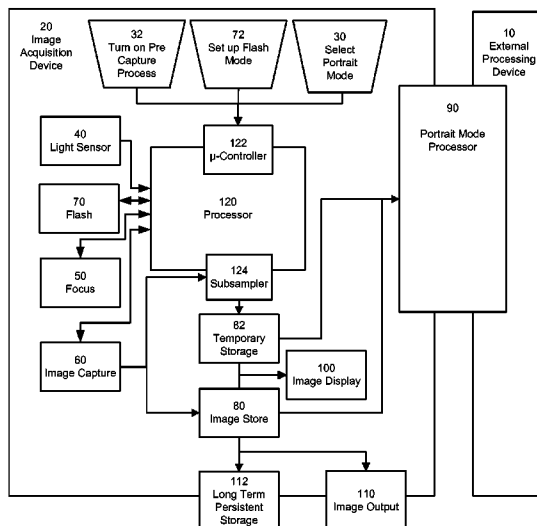 20
Image
Acquisition
Device
32
Turn on Pre
Capture
Process
72
Set up Flash
Mode
30
Select
Portrait
Mode
10
External
Processing
Device
90
Portrait Mode
Processor
40
Light Sensor
122
µ-Controller
70
Flash
120
Processor
50
Focus
124
Subsampler
60
Image Capture
82
Temporary
Storage
100
Image Display
80
Image Store
112
Long Term
Persistent
Storage
110
Image Output